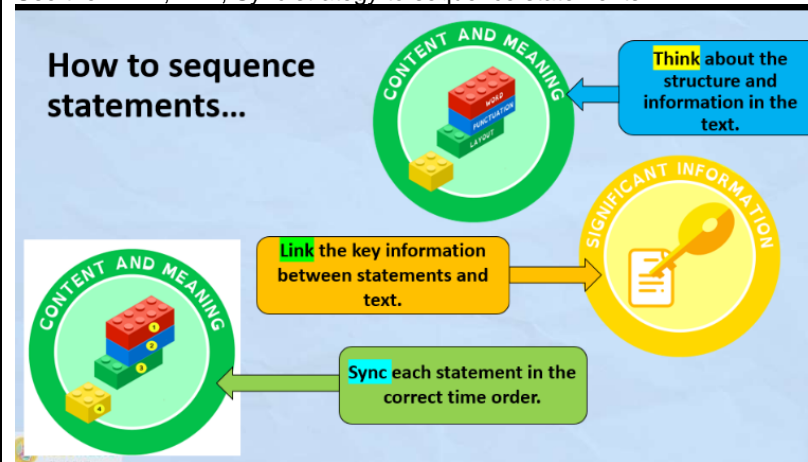 How to sequence
statements...
CONTENT AND MEANING
WORD
PUNCTUATION
LAYOUT
Think about the
structure and
information in the
text.
SIGNIFICANT INFORMATION
Link the key information
between statements and
text.
CONTENT AND MEANING
1
2
3
4
Sync each statement in the
correct time order.